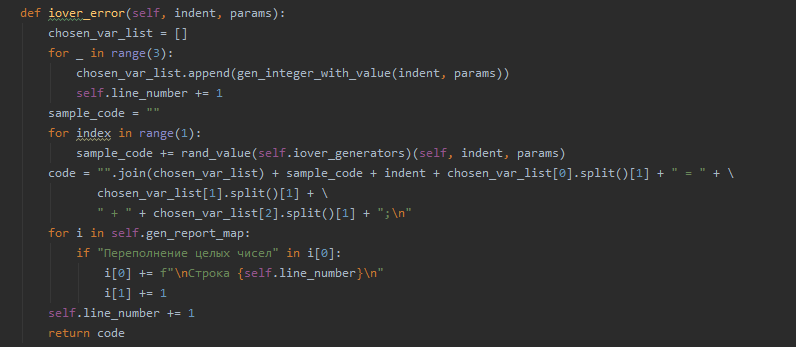 def iover_error(self, indent, params):
    chosen_var_list = []
    for _ in range(3):
        chosen_var_list.append(gen_integer_with_value(indent, params))
        self.line_number += 1
    sample_code = ""
    for index in range(1):
        sample_code += rand_value(self.iover_generators)(self, indent, params)
    code = "".join(chosen_var_list) + sample_code + indent + chosen_var_list[0].split()[1] + " = " + \
           chosen_var_list[1].split()[1] + \
           " + " + chosen_var_list[2].split()[1] + ";\n"
    for i in self.gen_report_map:
        if "Переполнение целых чисел" in i[0]:
            i[0] += f"\nСтрока {self.line_number}\n"
            i[1] += 1
    self.line_number += 1
    return code